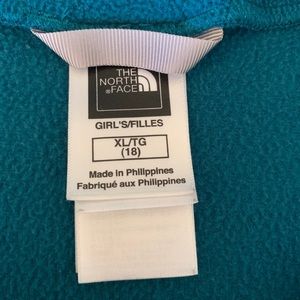 THE
NORTH
®FACE
GIRL'S/FILLES
XL/TG
(18)
Made in Philippines
Fabriqué aux Philippines